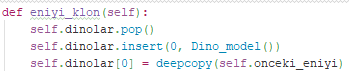 def eniyi_klon(self):
    self.dinolar.pop()
    self.dinolar.insert(0, Dino_model())
    self.dinolar[0] = deepcopy(self.onceki_eniyi)